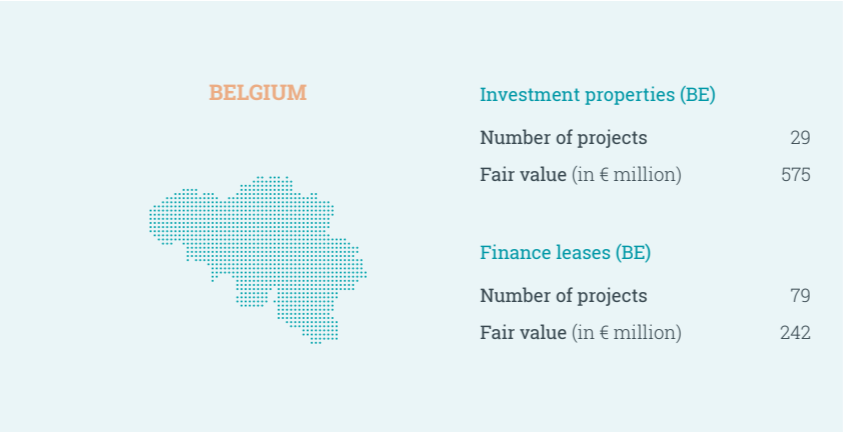 BELGIUM
Investment properties (BE)
Number of projects 29
Fair value (in € million) 575
Finance leases (BE)
Number of projects 79
Fair value (in € million) 242